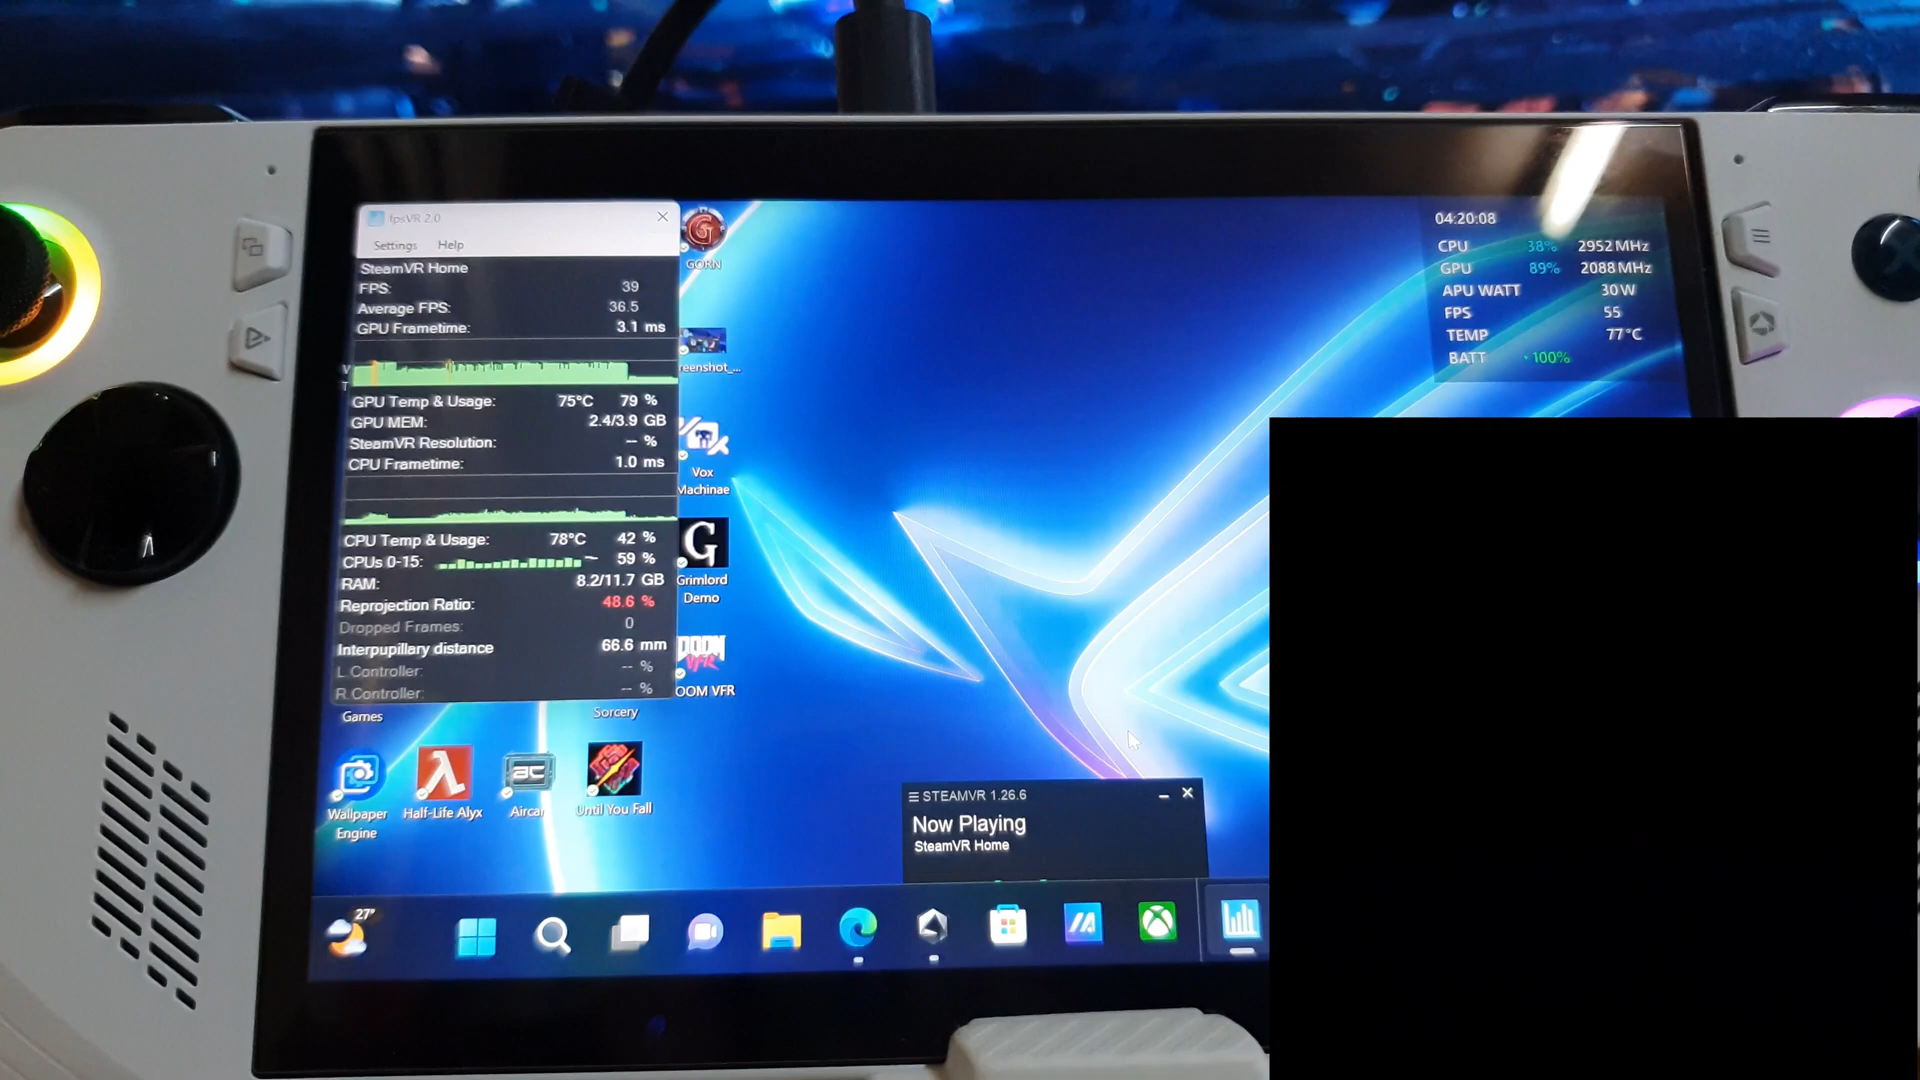 fpsVR 2.0
Settings Help
SteamVR Home
FPS: 39
Average FPS: 36.5
GPU Frametime: 3.1 ms
GPU Temp & Usage: 75°C 79 %
GPU MEM: 2.4/3.9 GB
SteamVR Resolution: -- %
CPU Frametime: 1.0 ms
CPU Temp & Usage: 78°C 42 %
CPUs 0-15: 59 %
RAM: 8.2/11.7 GB
Reprojection Ratio: 48.6 %
Dropped Frames: 0
Interpupillary distance 66.6 mm
L.Controller: -- %
R.Controller: -- %
GORN
reenshot_...
Vox
Machinae
G
Grimlord
Demo
DOOM
VFR
OOM VFR
Games
Sorcery
Wallpaper
Engine
Half-Life Alyx
ac
Aircar
Until You Fall
04:20:08
CPU 38% 2952 MHz
GPU 89% 2088 MHz
APU WATT 30 W
FPS 55
TEMP 77°C
BATT 100%
STEAMVR 1.26.6
Now Playing
SteamVR Home
27°